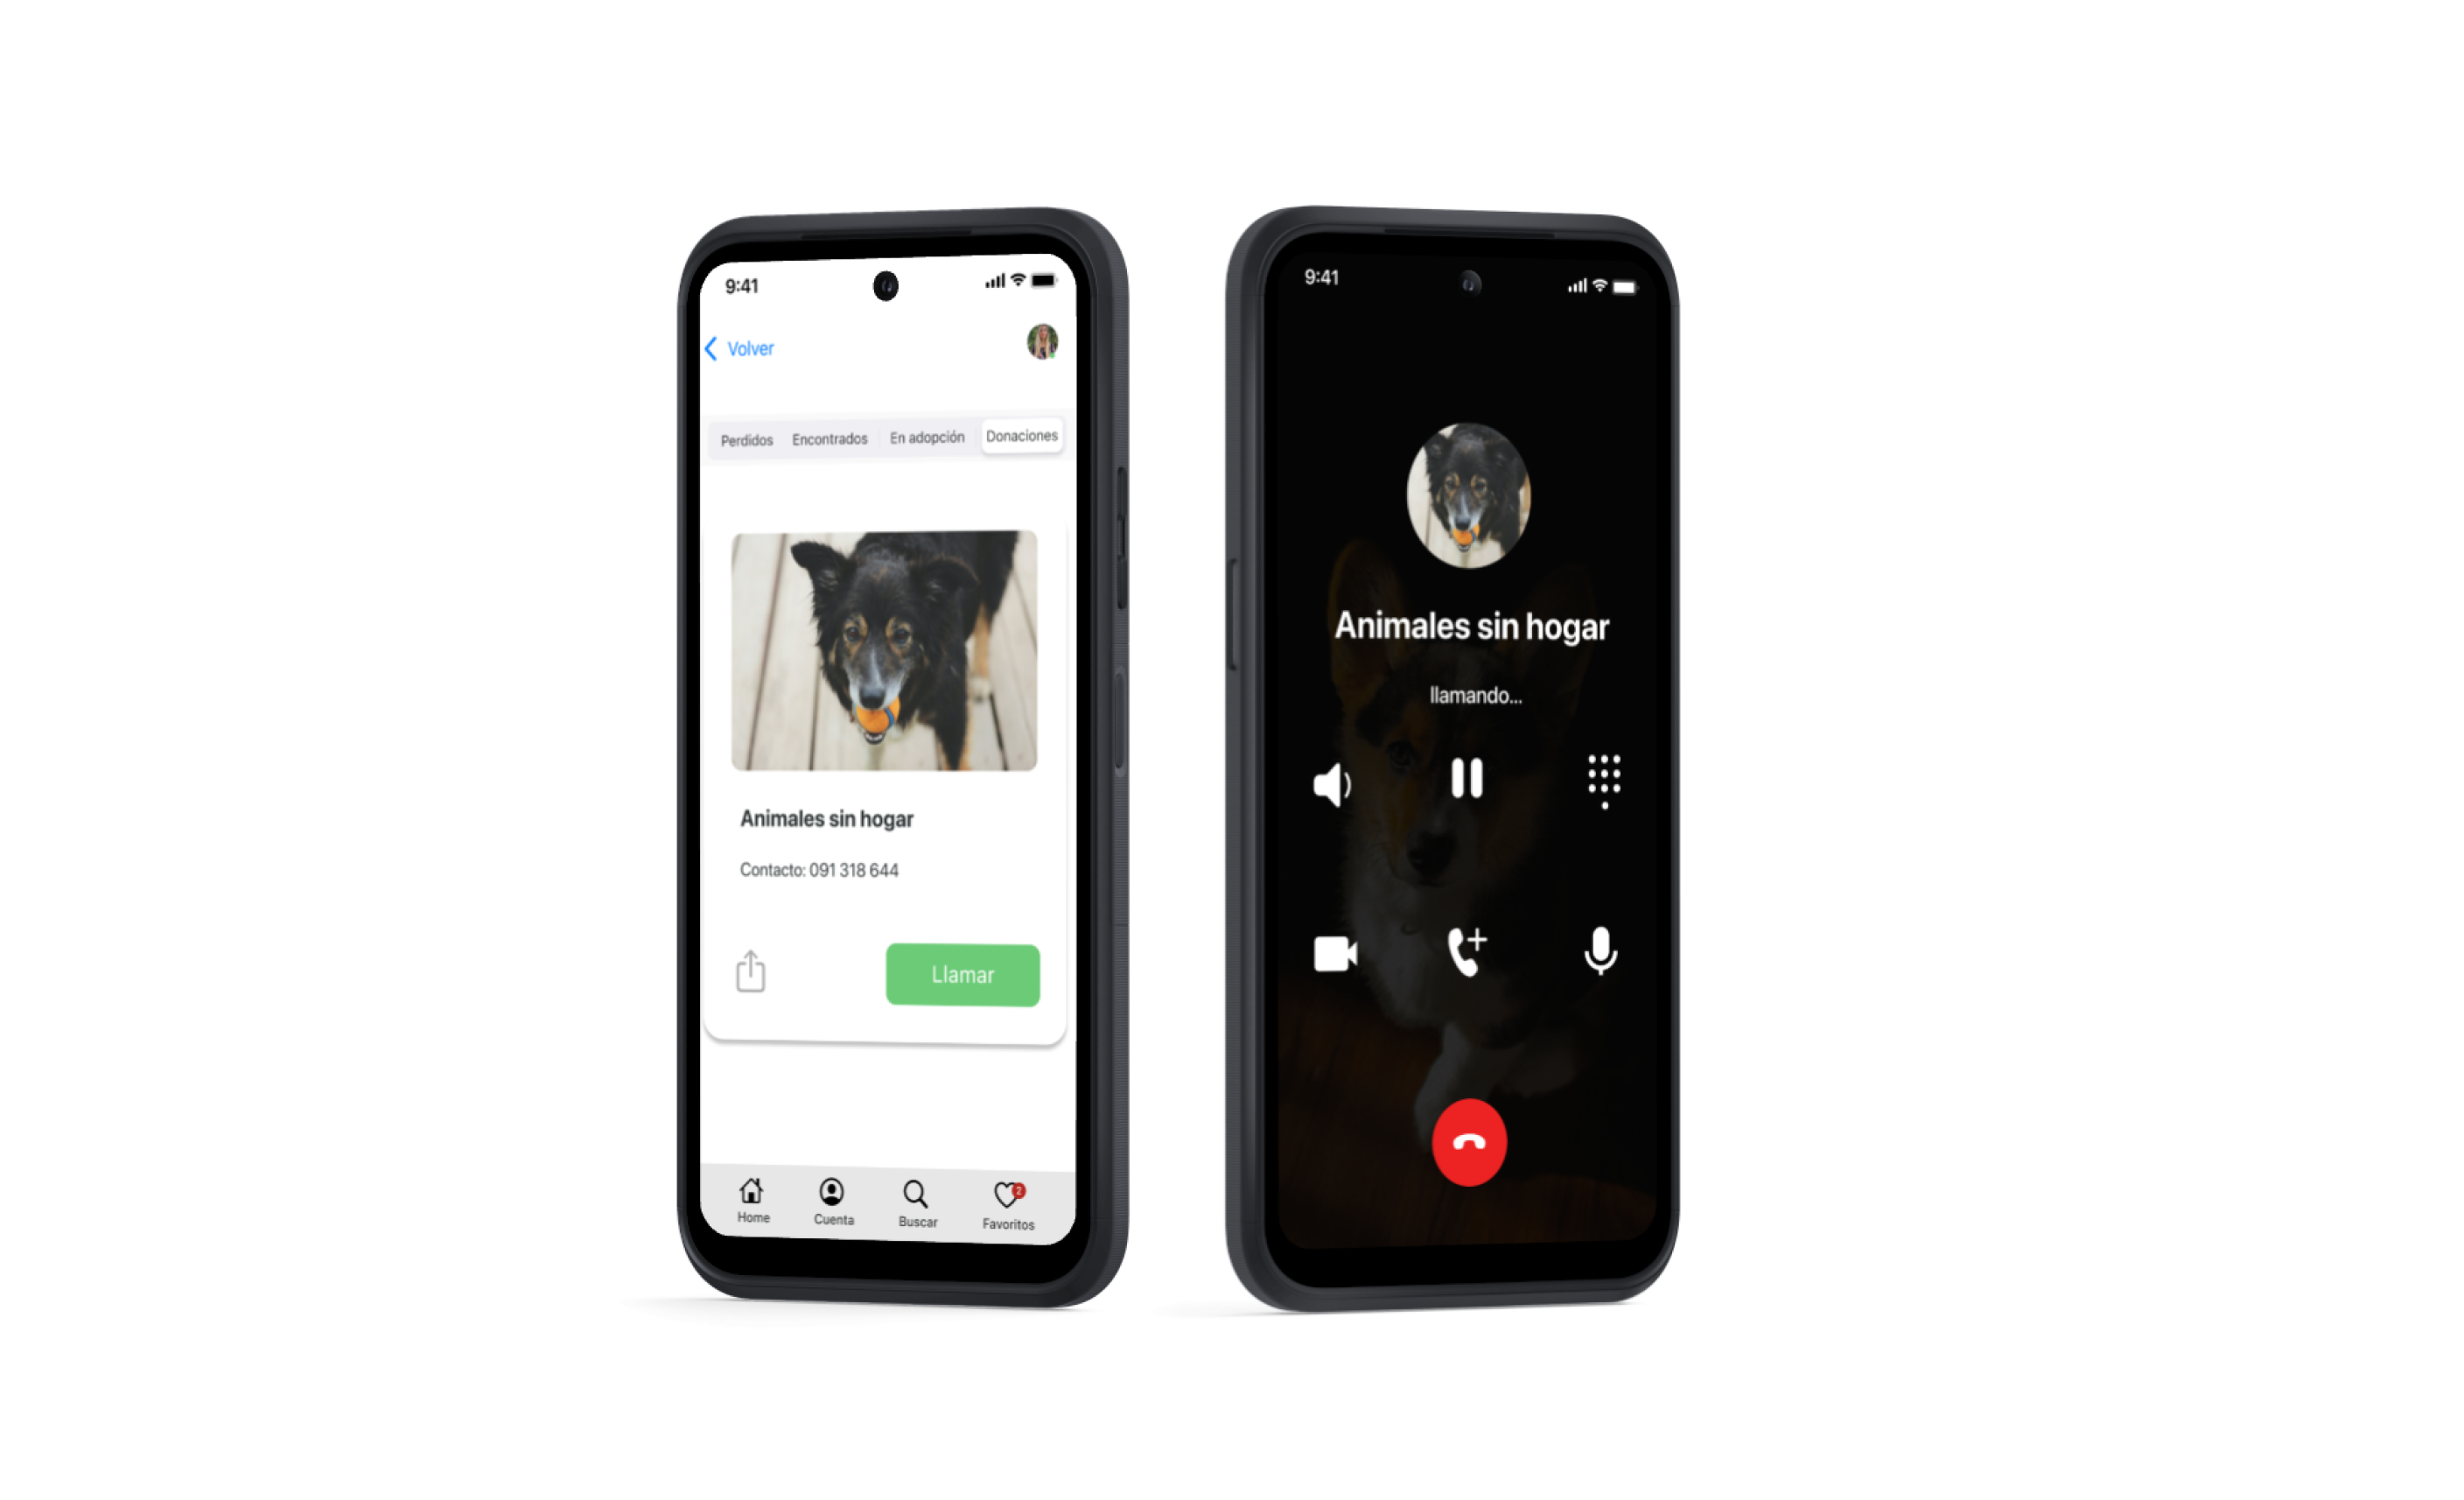 9:41
Volver
Perdidos Encontrados En adopción Donaciones
Animales sin hogar
Contacto: 091 318 644
Llamar
2
Home Cuenta Buscar Favoritos
9:41
Animales sin hogar
llamando...